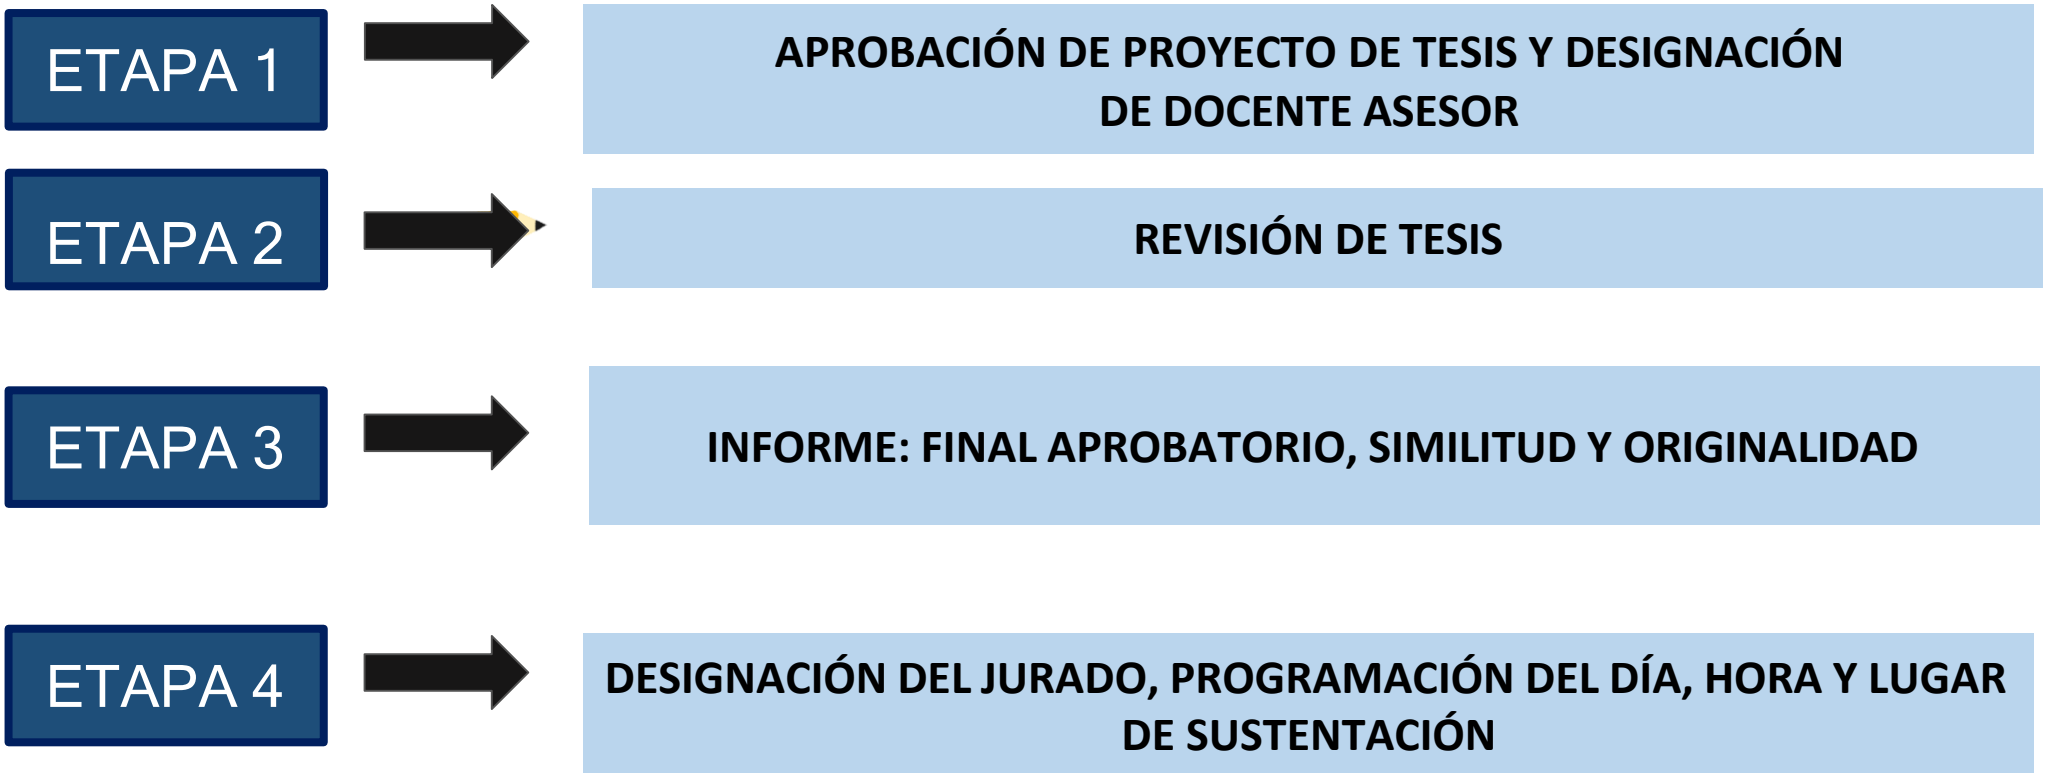 ETAPA 1
APROBACIÓN DE PROYECTO DE TESIS Y DESIGNACIÓN
DE DOCENTE ASESOR
ETAPA 2
REVISIÓN DE TESIS
ETAPA 3
INFORME: FINAL APROBATORIO, SIMILITUD Y ORIGINALIDAD
ETAPA 4
DESIGNACIÓN DEL JURADO, PROGRAMACIÓN DEL DÍA, HORA Y LUGAR
DE SUSTENTACIÓN